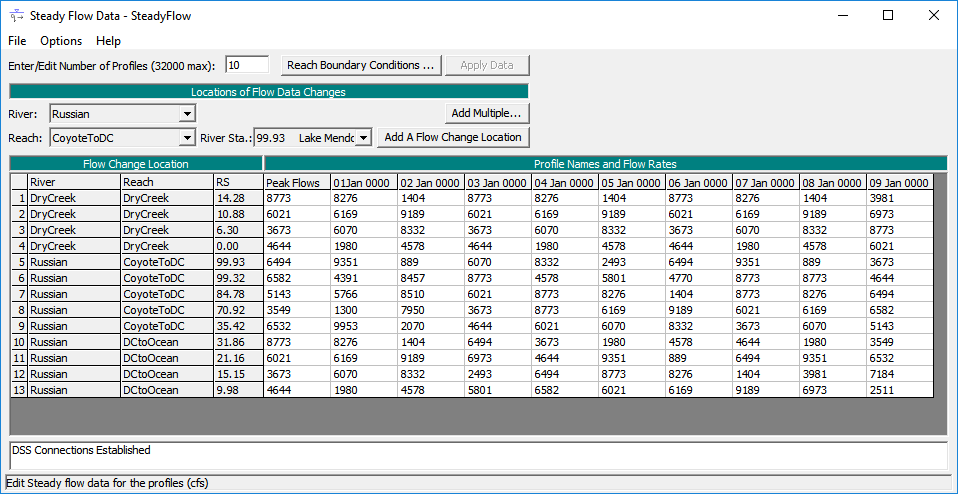 Steady Flow Data - SteadyFlow
File Options Help
Enter/Edit Number of Profiles (32000 max): 10 Reach Boundary Conditions ... Apply Data
Locations of Flow Data Changes
River: Russian Add Multiple...
Reach: CoyoteToDC River Sta.: 99.93 Lake Mendo Add A Flow Change Location
Flow Change Location Profile Names and Flow Rates
River Reach RS Peak Flows 01Jan 0000 02 Jan 0000 03 Jan 0000 04 Jan 0000 05 Jan 0000 06 Jan 0000 07 Jan 0000 08 Jan 0000 09 Jan 0000
1 DryCreek DryCreek 14.28 8773 8276 1404 8773 8276 1404 8773 8276 1404 3981
2 DryCreek DryCreek 10.88 6021 6169 9189 6021 6169 9189 6021 6169 9189 6973
3 DryCreek DryCreek 6.30 3673 6070 8332 3673 6070 8332 3673 6070 8332 8773
4 DryCreek DryCreek 0.00 4644 1980 4578 4644 1980 4578 4644 1980 4578 6021
5 Russian CoyoteToDC 99.93 6494 9351 889 6070 8332 2493 6494 9351 889 3673
6 Russian CoyoteToDC 99.32 6582 4391 8457 8773 4578 5801 4770 8773 8773 4644
7 Russian CoyoteToDC 84.78 5143 5766 8510 6021 8773 8276 1404 8773 8276 6494
8 Russian CoyoteToDC 70.92 3549 1300 7950 3673 8773 6169 9189 6021 6169 6582
9 Russian CoyoteToDC 35.42 6532 9953 2070 4644 6021 6070 8332 3673 6070 5143
10 Russian DCtoOcean 31.86 8773 8276 1404 6494 3673 1980 4578 4644 1980 3549
11 Russian DCtoOcean 21.16 6021 6169 9189 6973 4644 9351 889 6494 9351 6532
12 Russian DCtoOcean 15.15 3673 6070 8332 2493 6494 8773 8276 1404 3981 7184
13 Russian DCtoOcean 9.98 4644 1980 4578 5801 6582 6021 6169 9189 6973 2511
DSS Connections Established
Edit Steady flow data for the profiles (cfs)